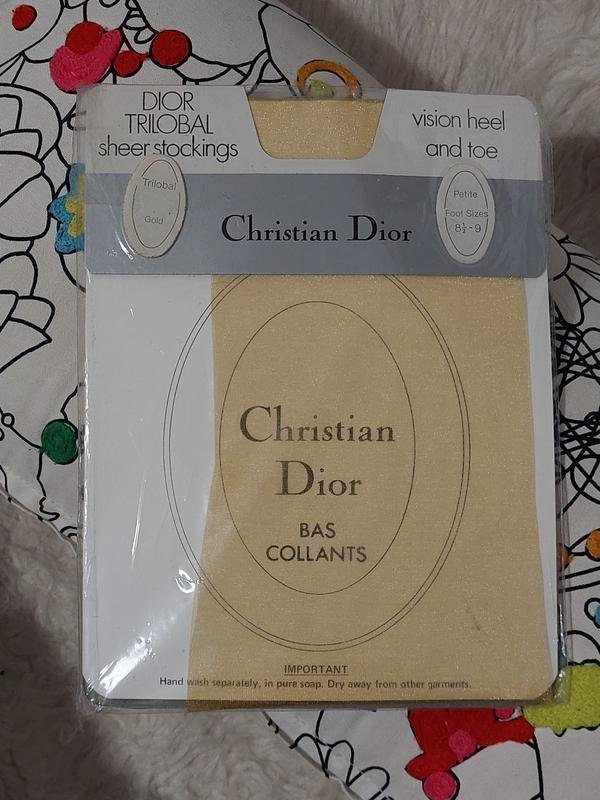 DIOR
TRILOBAL
sheer stockings
vision heel
and toe
Trilobal
Gold
Christian Dior
Petite
Foot Sizes
8½-9
Christian
Dior
BAS
COLLANTS
IMPORTANT
Hand wash separately, in pure soap. Dry away from other garments.